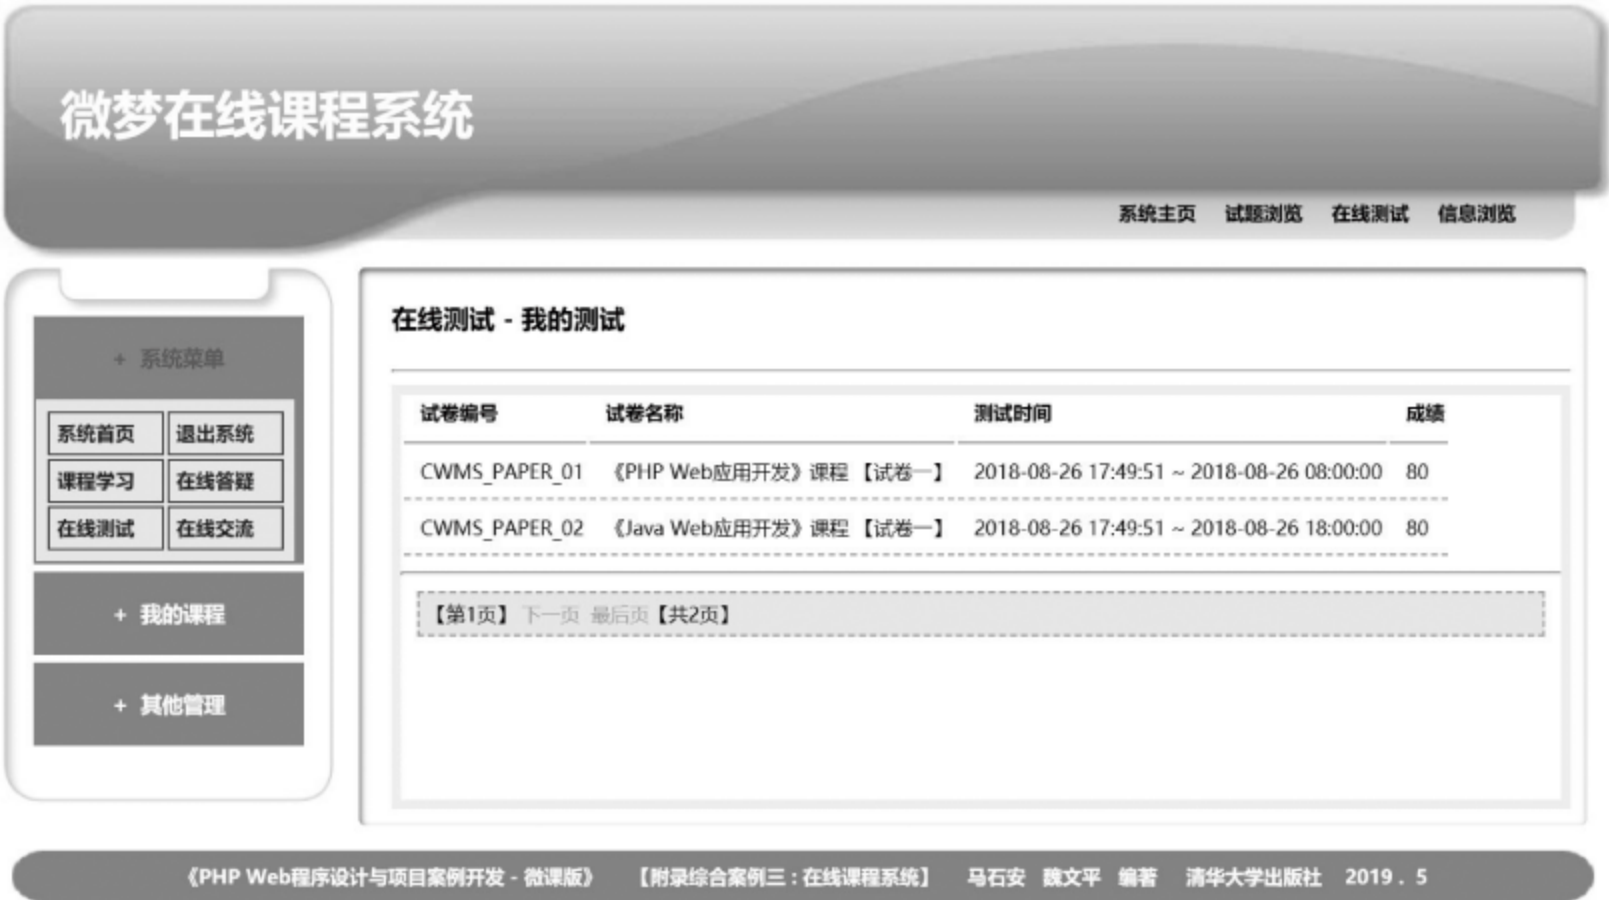 微梦在线课程系统
系统主页 试题浏览 在线测试 信息浏览
+ 系统菜单
系统首页 退出系统
课程学习 在线答疑
在线测试 在线交流
+ 我的课程
+ 其他管理
在线测试 - 我的测试
试卷编号 试卷名称 测试时间 成绩
CWMS_PAPER_01 《PHP Web应用开发》课程 【试卷一】 2018-08-26 17:49:51 ~ 2018-08-26 08:00:00 80
CWMS_PAPER_02 《Java Web应用开发》课程 【试卷一】 2018-08-26 17:49:51 ~ 2018-08-26 18:00:00 80
【第1页】 下一页 最后页【共2页】
《PHP Web程序设计与项目案例开发 - 微课版》 【附录综合案例三 : 在线课程系统】 马石安 魏文平 编著 清华大学出版社 2019 . 5